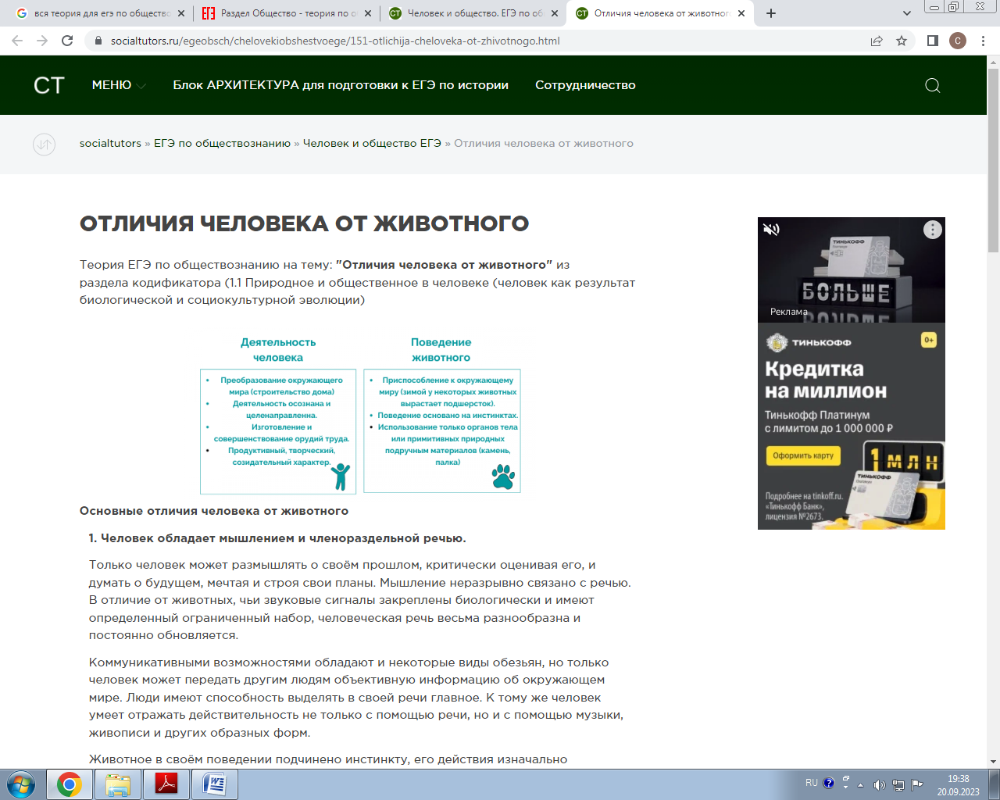 вся теория для егэ по общество
Раздел Общество - теория по о
Человек и общество. ЕГЭ по об
Отличия человека от животног
socialtutors.ru/egeobsch/chelovekiobshestvoege/151-otlichija-cheloveka-ot-zhivotnogo.html
С
СТ МЕНЮ Блок АРХИТЕКТУРА для подготовки к ЕГЭ по истории Сотрудничество
socialtutors » ЕГЭ по обществознанию » Человек и общество ЕГЭ » Отличия человека от животного
ОТЛИЧИЯ ЧЕЛОВЕКА ОТ ЖИВОТНОГО
Теория ЕГЭ по обществознанию на тему: "Отличия человека от животного" из
раздела кодификатора (1.1 Природное и общественное в человеке (человек как результат
биологической и социокультурной эволюции)
Деятельность
человека
• Преобразование окружающего
мира (строительство дома)
• Деятельность осознана и
целенаправленна.
• Изготовление и
совершенствование орудий труда.
• Продуктивный, творческий,
созидательный характер.
Поведение
животного
• Приспособление к окружающему
миру (зимой у некоторых животных
вырастает подшерсток).
• Поведение основано на инстинктах.
• Использование только органов тела
или примитивных природных
подручным материалов (камень,
палка)
Основные отличия человека от животного
1. Человек обладает мышлением и членораздельной речью.
Только человек может размышлять о своём прошлом, критически оценивая его, и
думать о будущем, мечтая и строя свои планы. Мышление неразрывно связано с речью.
В отличие от животных, чьи звуковые сигналы закреплены биологически и имеют
определенный ограниченный набор, человеческая речь весьма разнообразна и
постоянно обновляется.
Коммуникативными возможностями обладают и некоторые виды обезьян, но только
человек может передать другим людям объективную информацию об окружающем
мире. Люди имеют способность выделять в своей речи главное. К тому же человек
умеет отражать действительность не только с помощью речи, но и с помощью музыки,
живописи и других образных форм.
Животное в своём поведении подчинено инстинкту, его действия изначально
ТИНЬКОФФ
Платинум
БОЛЬШЕ
Реклама
ТИНЬКОФФ
0+
Кредитка
на миллион
Тинькофф Платинум
с лимитом до 1 000 000 ₽
Оформить карту
1 МЛН
ТИНЬКОФФ
Платинум
Подробнее на tinkoff.ru.
«Тинькофф Банк»,
лицензия №2673.
RU
19:38
20.09.2023